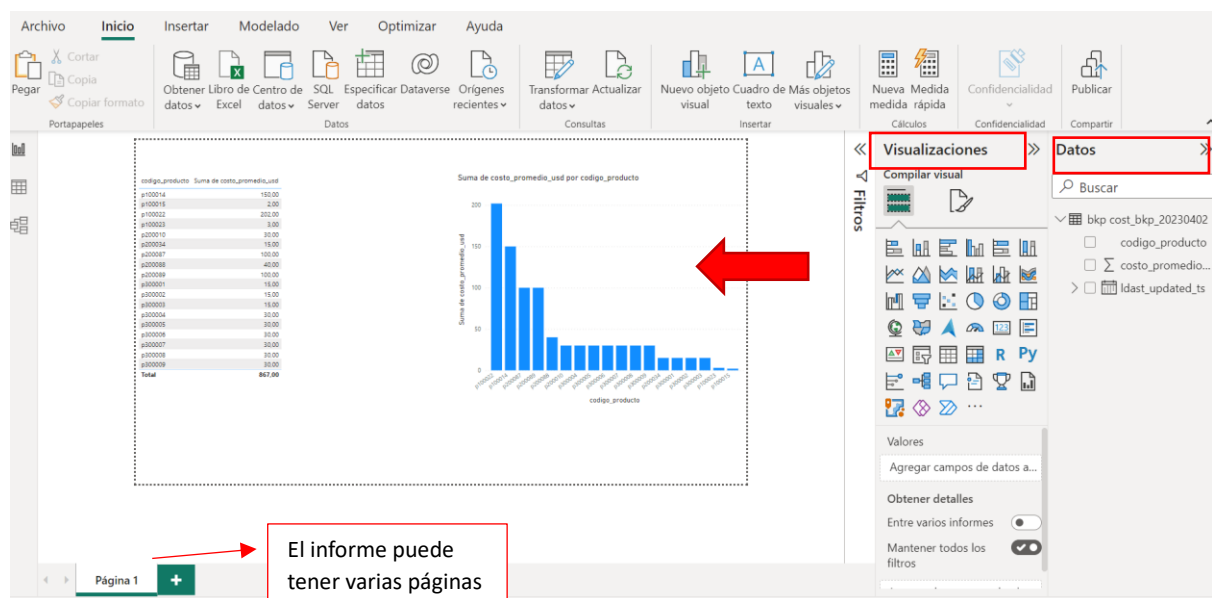 Archivo Inicio Insertar Modelado Ver Optimizar Ayuda
Pegar
Cortar
Copia
Copiar formato
Portapapeles
Obtener datos
Libro de Excel
Centro de datos
SQL Server
Especificar datos
Dataverse
Orígenes recientes
Datos
Transformar datos
Actualizar
Consultas
Nuevo objeto visual
Cuadro de texto
Más objetos visuales
Insertar
Nueva medida
Medida rápida
Cálculos
Confidencialidad
Confidencialidad
Publicar
Compartir
codigo_producto Suma de costo_promedio_usd
p100014 150,00
p100015 2,00
p100022 202,00
p100023 3,00
p200010 30,00
p200034 15,00
p200087 100,00
p200088 40,00
p200089 100,00
p300001 15,00
p300002 15,00
p300003 15,00
p300004 30,00
p300005 30,00
p300006 30,00
p300007 30,00
p300008 30,00
p300009 30,00
Total 867,00
Suma de costo_promedio_usd por codigo_producto
Suma de costo_promedio_usd
200
150
100
50
0
codigo_producto
El informe puede
tener varias páginas
Página 1
Filtros
Visualizaciones
Compilar visual
123
R Py
Valores
Agregar campos de datos a...
Obtener detalles
Entre varios informes
Mantener todos los
filtros
Datos
Buscar
bkp cost_bkp_20230402
codigo_producto
costo_promedio...
ldast_updated_ts